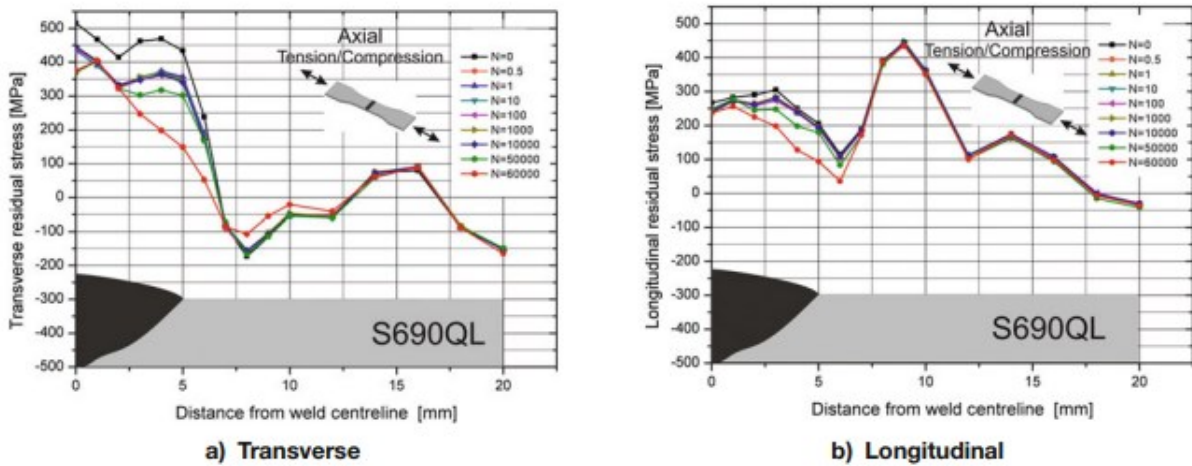 Transverse residual stress [MPa]
500
400
300
200
100
0
-100
-200
-300
-400
-500
Axial
Tension/Compression
N=0
N=0.5
N=1
N=10
N=100
N=1000
N=10000
N=50000
N=60000
S690QL
0 5 10 15 20
Distance from weld centreline [mm]
a) Transverse
Longitudinal residual stress [MPa]
500
400
300
200
100
0
-100
-200
-300
-400
-500
Axial
Tension/Compression
N=0
N=0.5
N=1
N=10
N=100
N=1000
N=10000
N=50000
N=60000
S690QL
0 5 10 15 20
Distance from weld centreline [mm]
b) Longitudinal